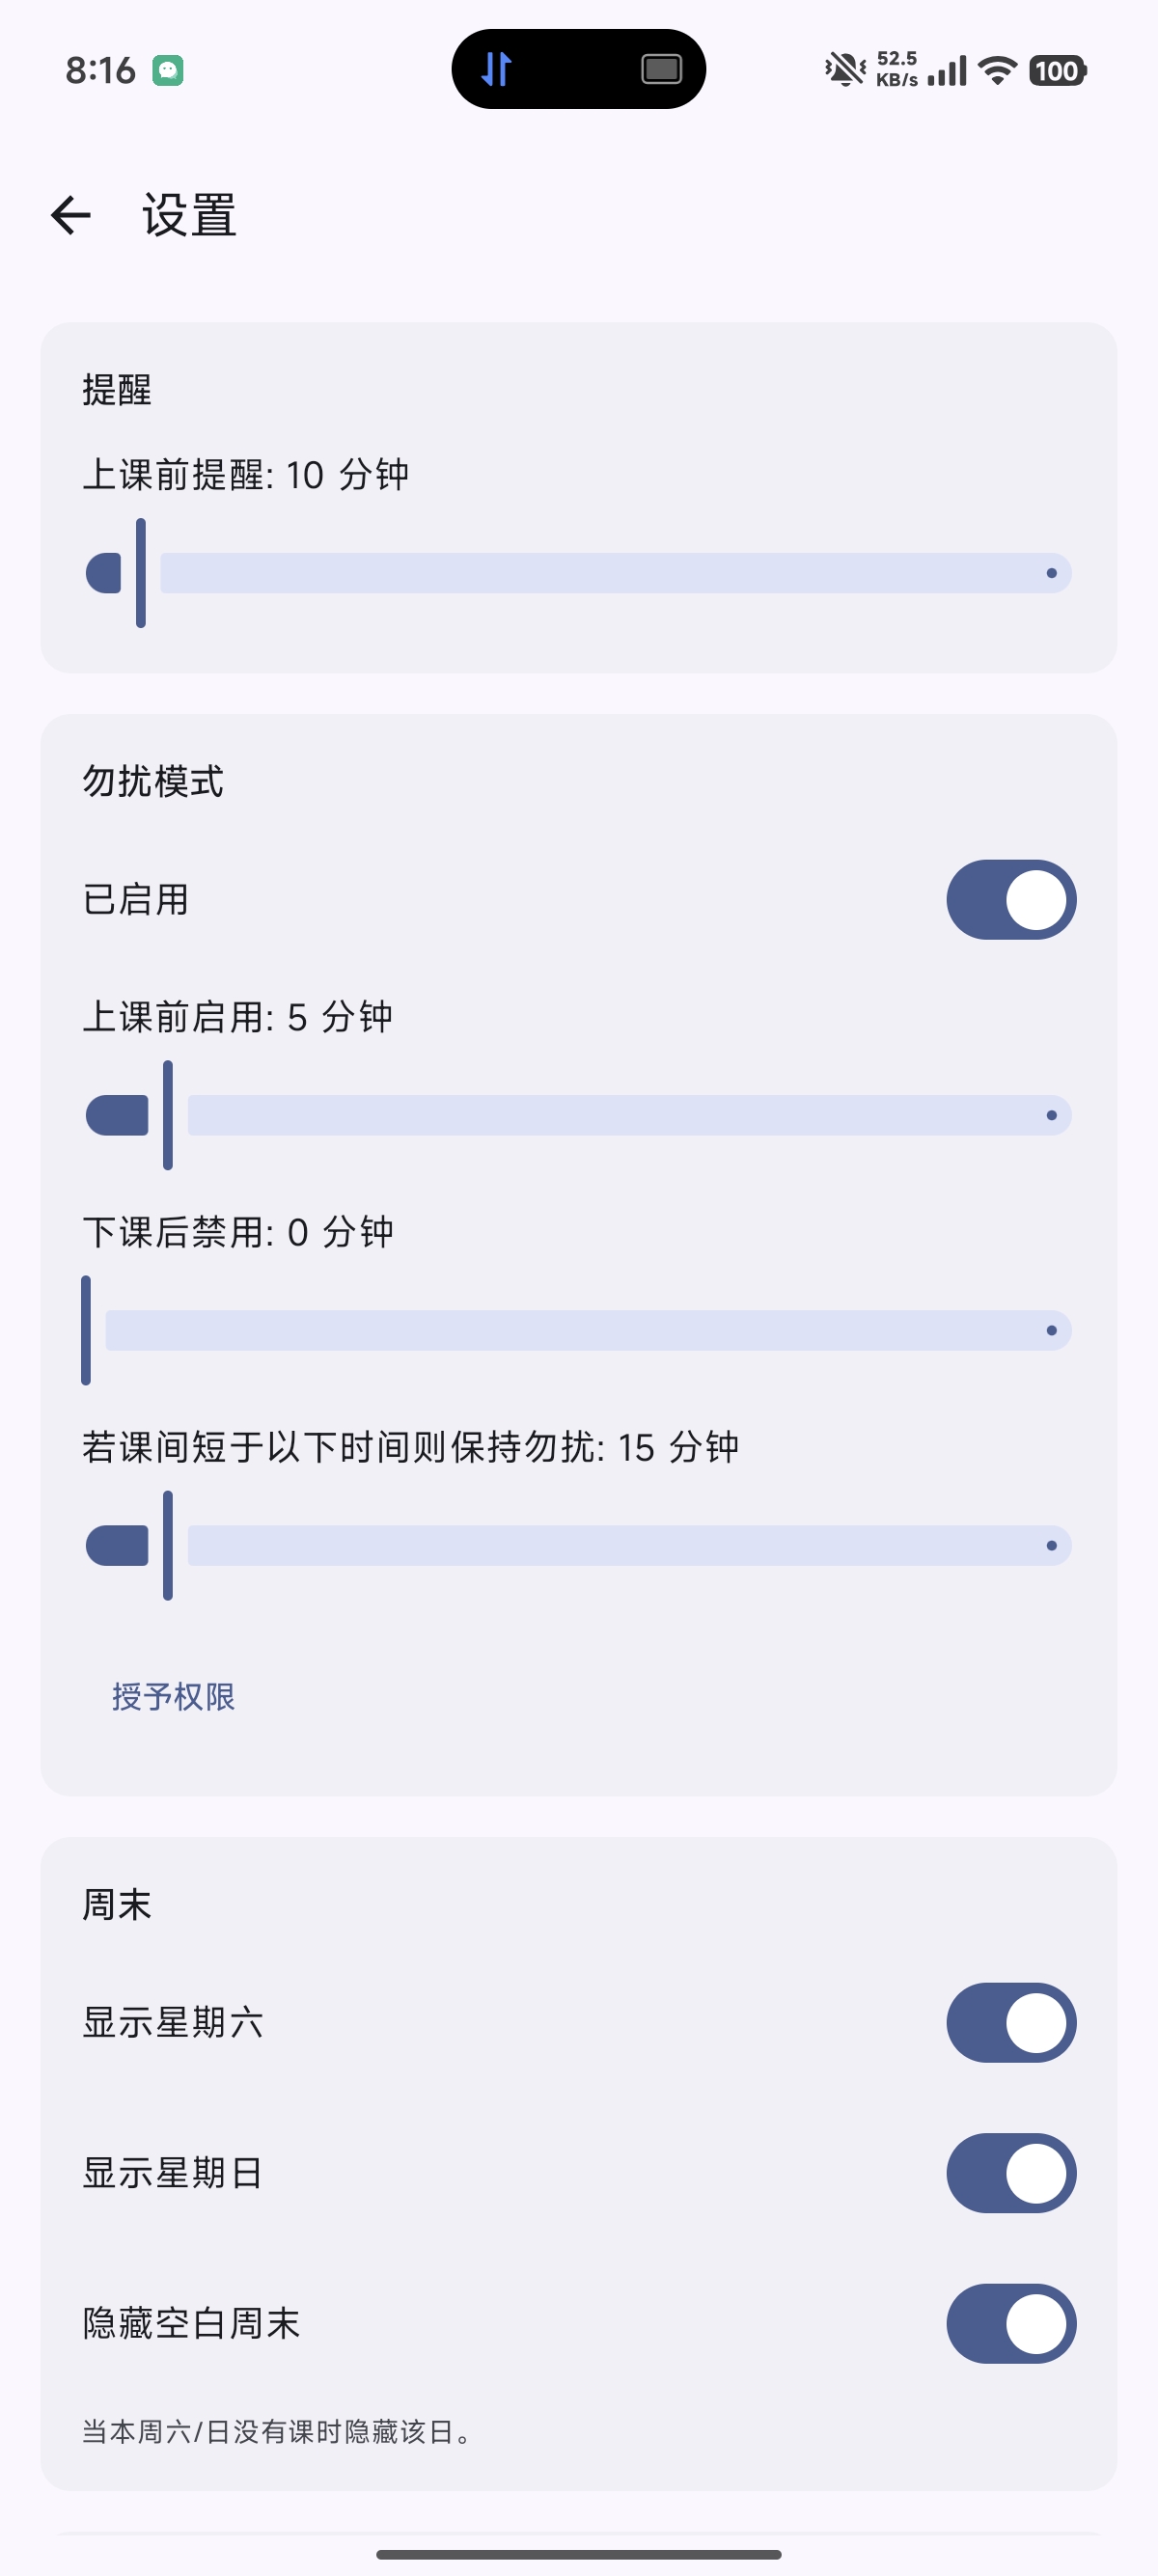 8:16
52.5
KB/s
100
设置
提醒
上课前提醒: 10 分钟
勿扰模式
已启用
上课前启用: 5 分钟
下课后禁用: 0 分钟
若课间短于以下时间则保持勿扰: 15 分钟
授予权限
周末
显示星期六
显示星期日
隐藏空白周末
当本周六/日没有课时隐藏该日。